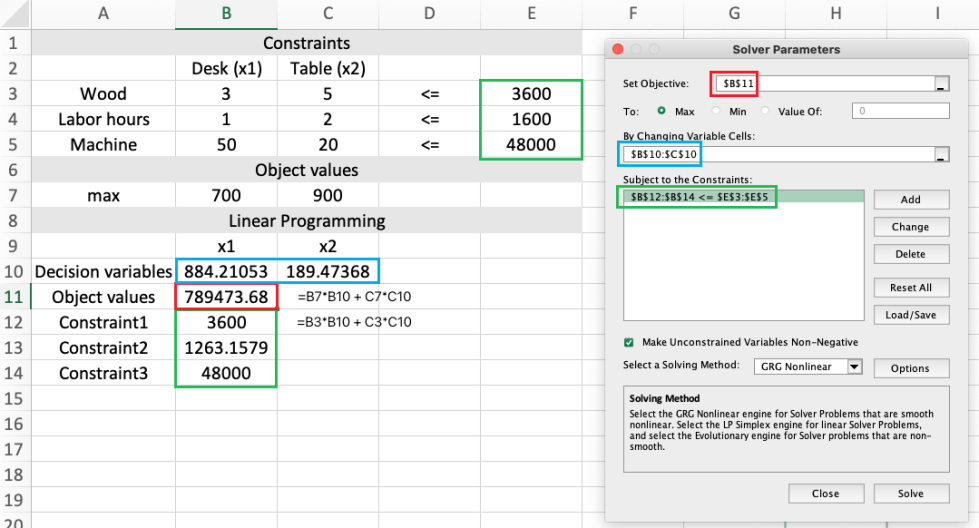 A B C D E F G H I
1 Constraints
2 Desk (x1) Table (x2)
3 Wood 3 5 <= 3600
4 Labor hours 1 2 <= 1600
5 Machine 50 20 <= 48000
6 Object values
7 max 700 900
8 Linear Programming
9 x1 x2
10 Decision variables 884.21053 189.47368
11 Object values 789473.68 =B7*B10 + C7*C10
12 Constraint1 3600 =B3*B10 + C3*C10
13 Constraint2 1263.1579
14 Constraint3 48000
15
16
17
18
19
20
Solver Parameters
Set Objective: $B$11
To: Max Min Value Of: 0
By Changing Variable Cells:
$B$10:$C$10
Subject to the Constraints:
$B$12:$B$14 <= $E$3:$E$5
Add
Change
Delete
Reset All
Load/Save
Make Unconstrained Variables Non-Negative
Select a Solving Method: GRG Nonlinear Options
Solving Method
Select the GRG Nonlinear engine for Solver Problems that are smooth
nonlinear. Select the LP Simplex engine for linear Solver Problems,
and select the Evolutionary engine for Solver problems that are non-
smooth.
Close Solve